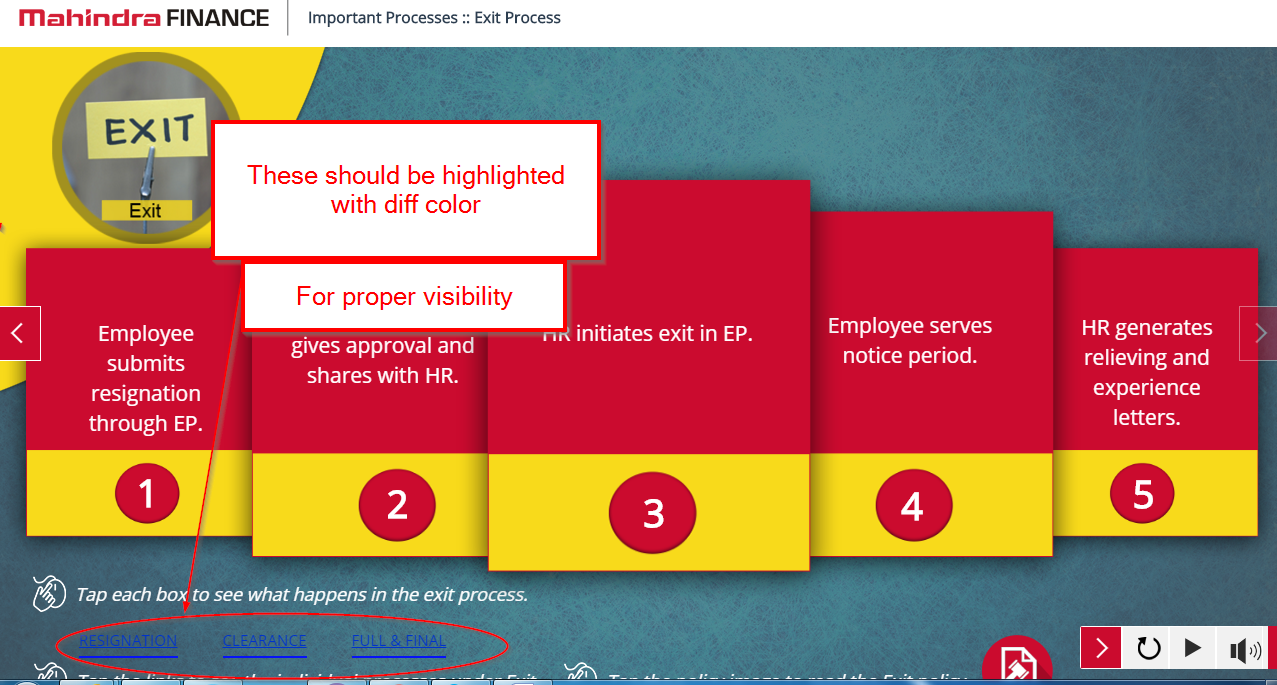 Mahindra FINANCE
Important Processes :: Exit Process
EXIT
Exit
These should be highlighted
with diff color
For proper visibility
Employee
submits
resignation
through EP.
gives approval and
shares with HR.
HR initiates exit in EP.
Employee serves
notice period.
HR generates
relieving and
experience
letters.
1
2
3
4
5
Tap each box to see what happens in the exit process.
RESIGNATION CLEARANCE FULL & FINAL